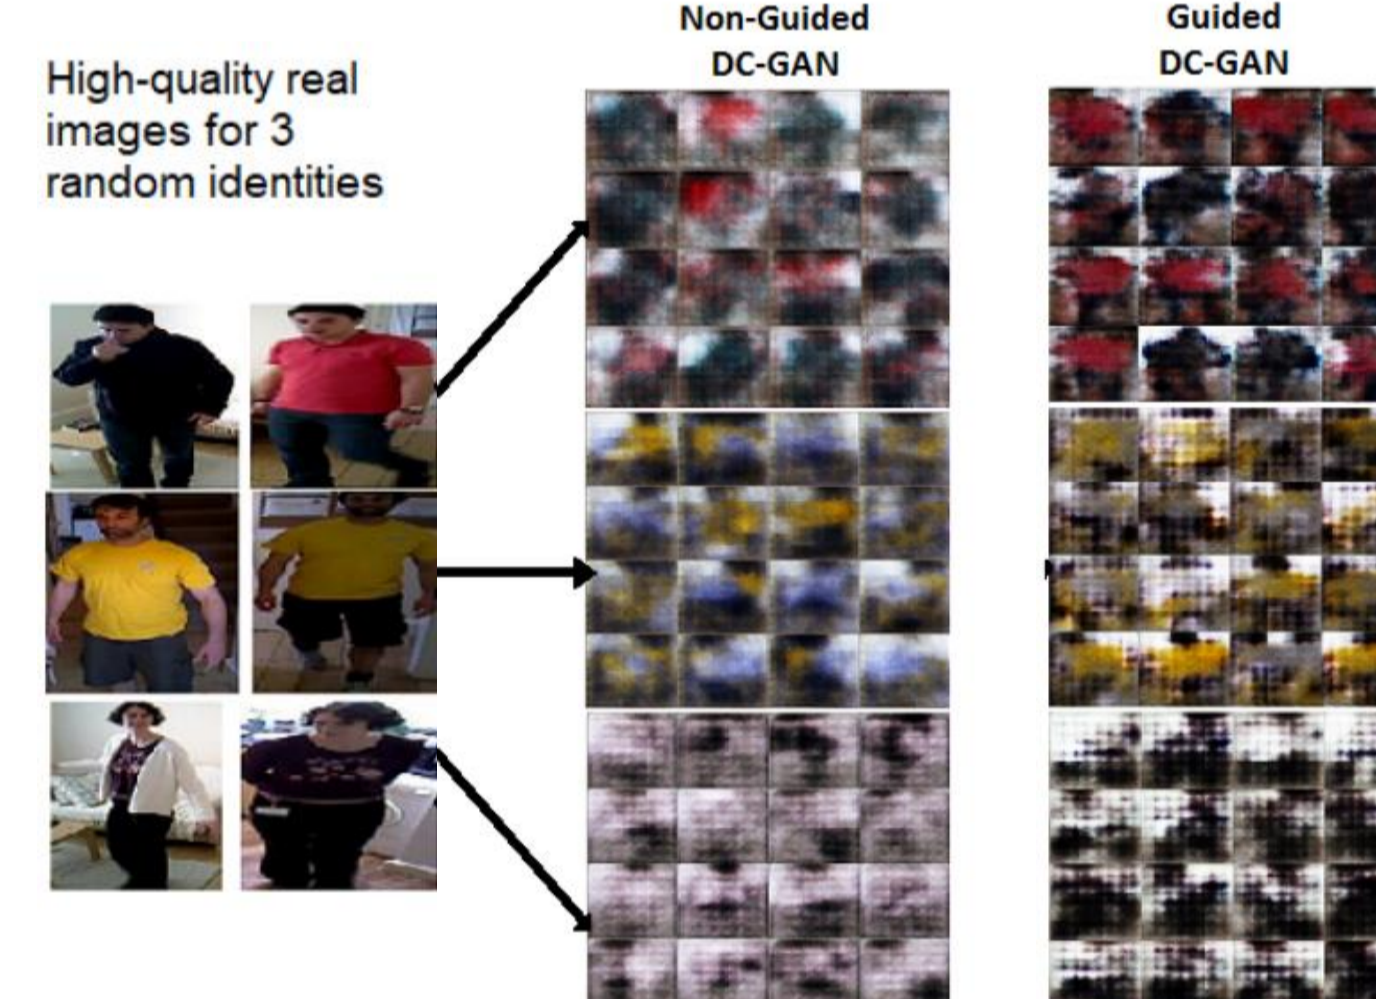 High-quality real
images for 3
random identities
Non-Guided
DC-GAN
Guided
DC-GAN